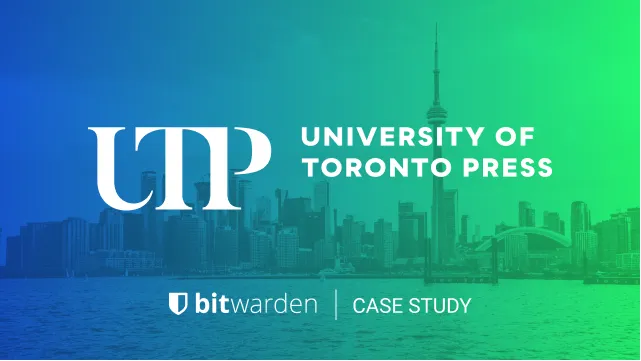 UTP
UNIVERSITY OF
TORONTO PRESS
bitwarden
CASE STUDY